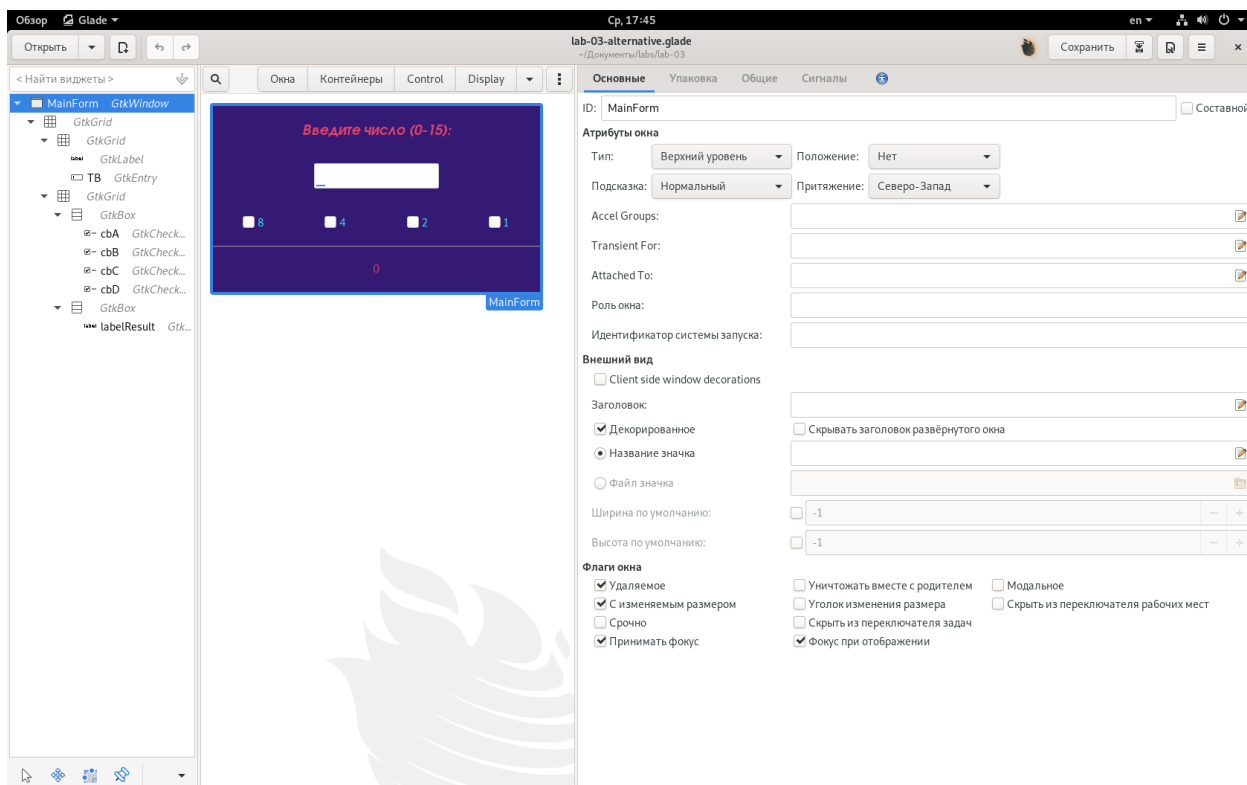 Обзор Glade Ср, 17:45 en
Открыть lab-03-alternative.glade Сохранить
~/Документы/labs/lab-03
< Найти виджеты > Окна Контейнеры Control Display Основные Упаковка Общие Сигналы
MainForm GtkWindow
GtkGrid
GtkGrid
label GtkLabel
TB GtkEntry
GtkGrid
GtkBox
cbA GtkCheck...
cbB GtkCheck...
cbC GtkCheck...
cbD GtkCheck...
GtkBox
label labelResult Gtk...
Введите число (0-15):
8 4 2 1
0
MainForm
ID: MainForm Составной
Атрибуты окна
Тип: Верхний уровень Положение: Нет
Подсказка: Нормальный Притяжение: Северо-Запад
Accel Groups:
Transient For:
Attached To:
Роль окна:
Идентификатор системы запуска:
Внешний вид
Client side window decorations
Заголовок:
Декорированное Скрывать заголовок развёрнутого окна
Название значка
Файл значка
Ширина по умолчанию: -1
Высота по умолчанию: -1
Флаги окна
Удаляемое Уничтожать вместе с родителем Модальное
С изменяемым размером Уголок изменения размера Скрыть из переключателя рабочих мест
Срочно Скрыть из переключателя задач
Принимать фокус Фокус при отображении